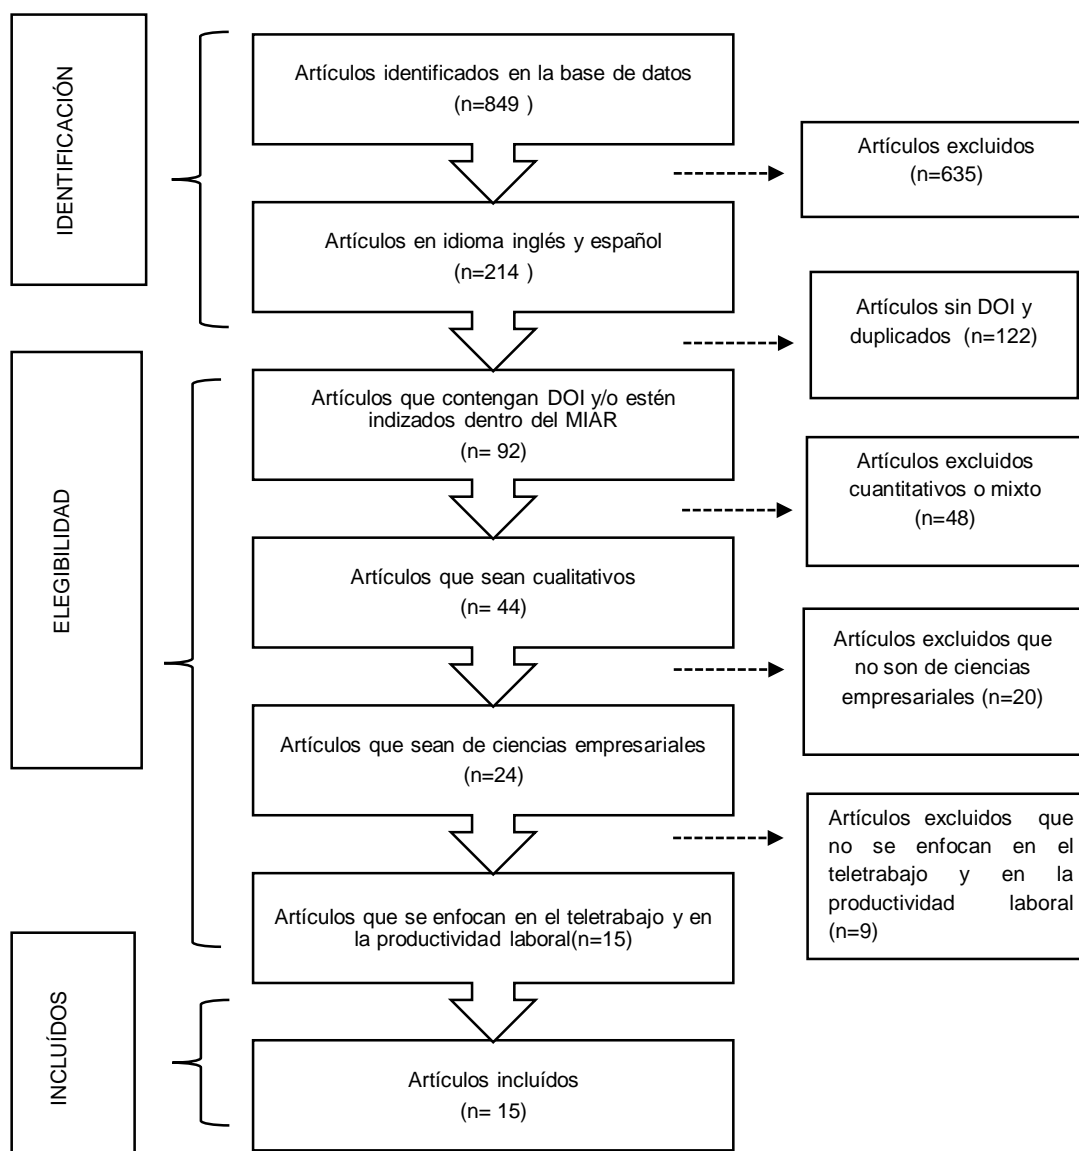 IDENTIFICACIÓN
Artículos identificados en la base de datos
(n=849 )
Artículos excluidos
(n=635)
Artículos en idioma inglés y español
(n=214 )
Artículos sin DOI y
duplicados (n=122)
ELEGIBILIDAD
Artículos que contengan DOI y/o estén
indizados dentro del MIAR
(n= 92)
Artículos excluidos
cuantitativos o mixto
(n=48)
Artículos que sean cualitativos
(n= 44)
Artículos excluidos que
no son de ciencias
empresariales (n=20)
Artículos que sean de ciencias empresariales
(n=24)
Artículos excluidos que
no se enfocan en el
teletrabajo y en la
productividad laboral
(n=9)
Artículos que se enfocan en el teletrabajo y en
la productividad laboral(n=15)
INCLUÍDOS
Artículos incluídos
(n= 15)